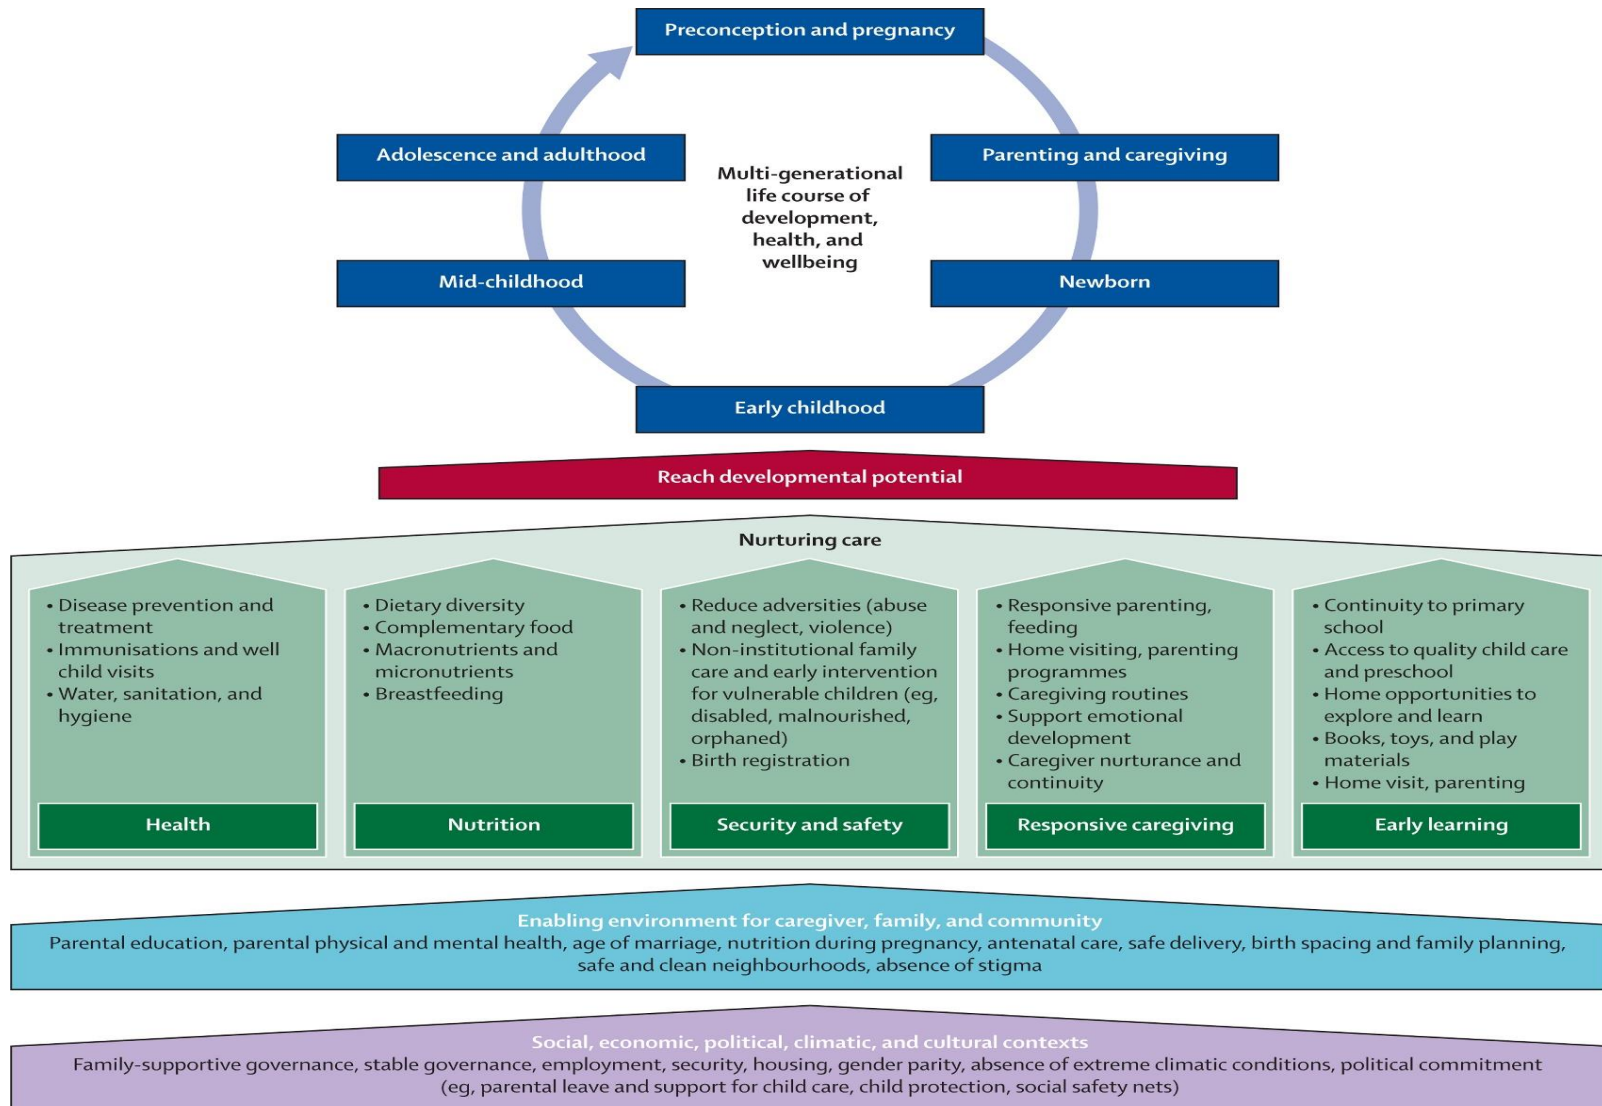 Preconception and pregnancy
Adolescence and adulthood
Parenting and caregiving
Multi-generational
life course of
development,
health, and
wellbeing
Mid-childhood
Newborn
Early childhood
Reach developmental potential
Nurturing care
• Disease prevention and
treatment
• Immunisations and well
child visits
• Water, sanitation, and
hygiene
Health
• Dietary diversity
• Complementary food
• Macronutrients and
micronutrients
• Breastfeeding
Nutrition
• Reduce adversities (abuse
and neglect, violence)
• Non-institutional family
care and early intervention
for vulnerable children (eg,
disabled, malnourished,
orphaned)
• Birth registration
Security and safety
• Responsive parenting,
feeding
• Home visiting, parenting
programmes
• Caregiving routines
• Support emotional
development
• Caregiver nurturance and
continuity
Responsive caregiving
• Continuity to primary
school
• Access to quality child care
and preschool
• Home opportunities to
explore and learn
• Books, toys, and play
materials
• Home visit, parenting
Early learning
Enabling environment for caregiver, family, and community
Parental education, parental physical and mental health, age of marriage, nutrition during pregnancy, antenatal care, safe delivery, birth spacing and family planning,
safe and clean neighbourhoods, absence of stigma
Social, economic, political, climatic, and cultural contexts
Family-supportive governance, stable governance, employment, security, housing, gender parity, absence of extreme climatic conditions, political commitment
(eg, parental leave and support for child care, child protection, social safety nets)